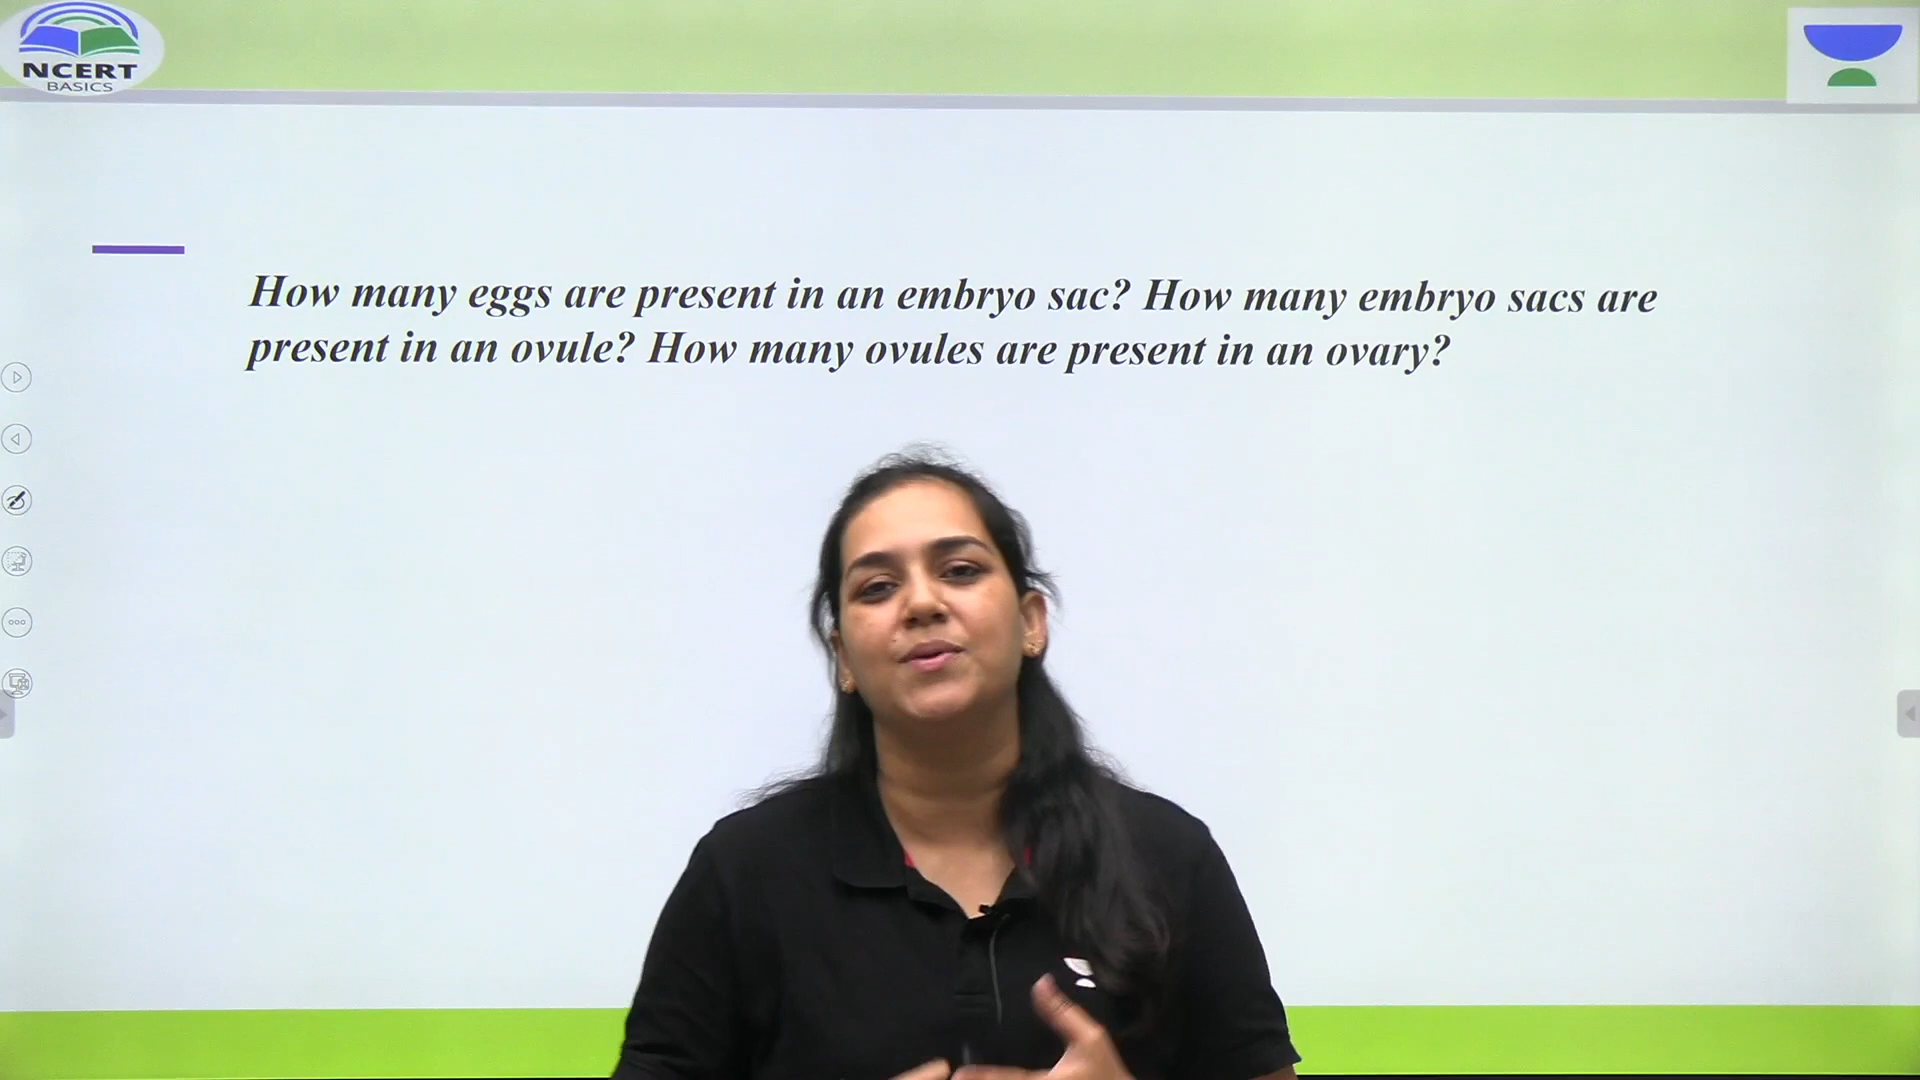 NCERT
BASICS
How many eggs are present in an embryo sac? How many embryo sacs are
present in an ovule? How many ovules are present in an ovary?